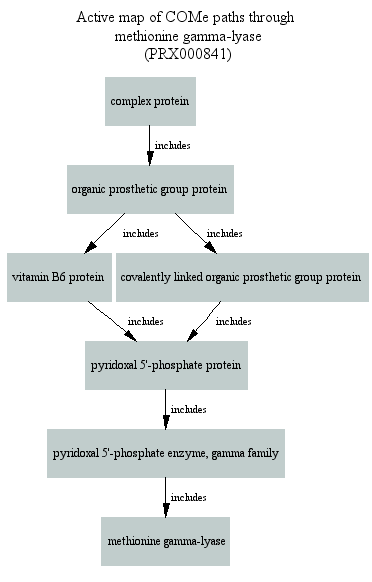 Active map of COMe paths through
methionine gamma-lyase
(PRX000841)
complex protein
includes
organic prosthetic group protein
includes
includes
vitamin B6 protein
covalently linked organic prosthetic group protein
includes
includes
pyridoxal 5'-phosphate protein
includes
pyridoxal 5'-phosphate enzyme, gamma family
includes
methionine gamma-lyase